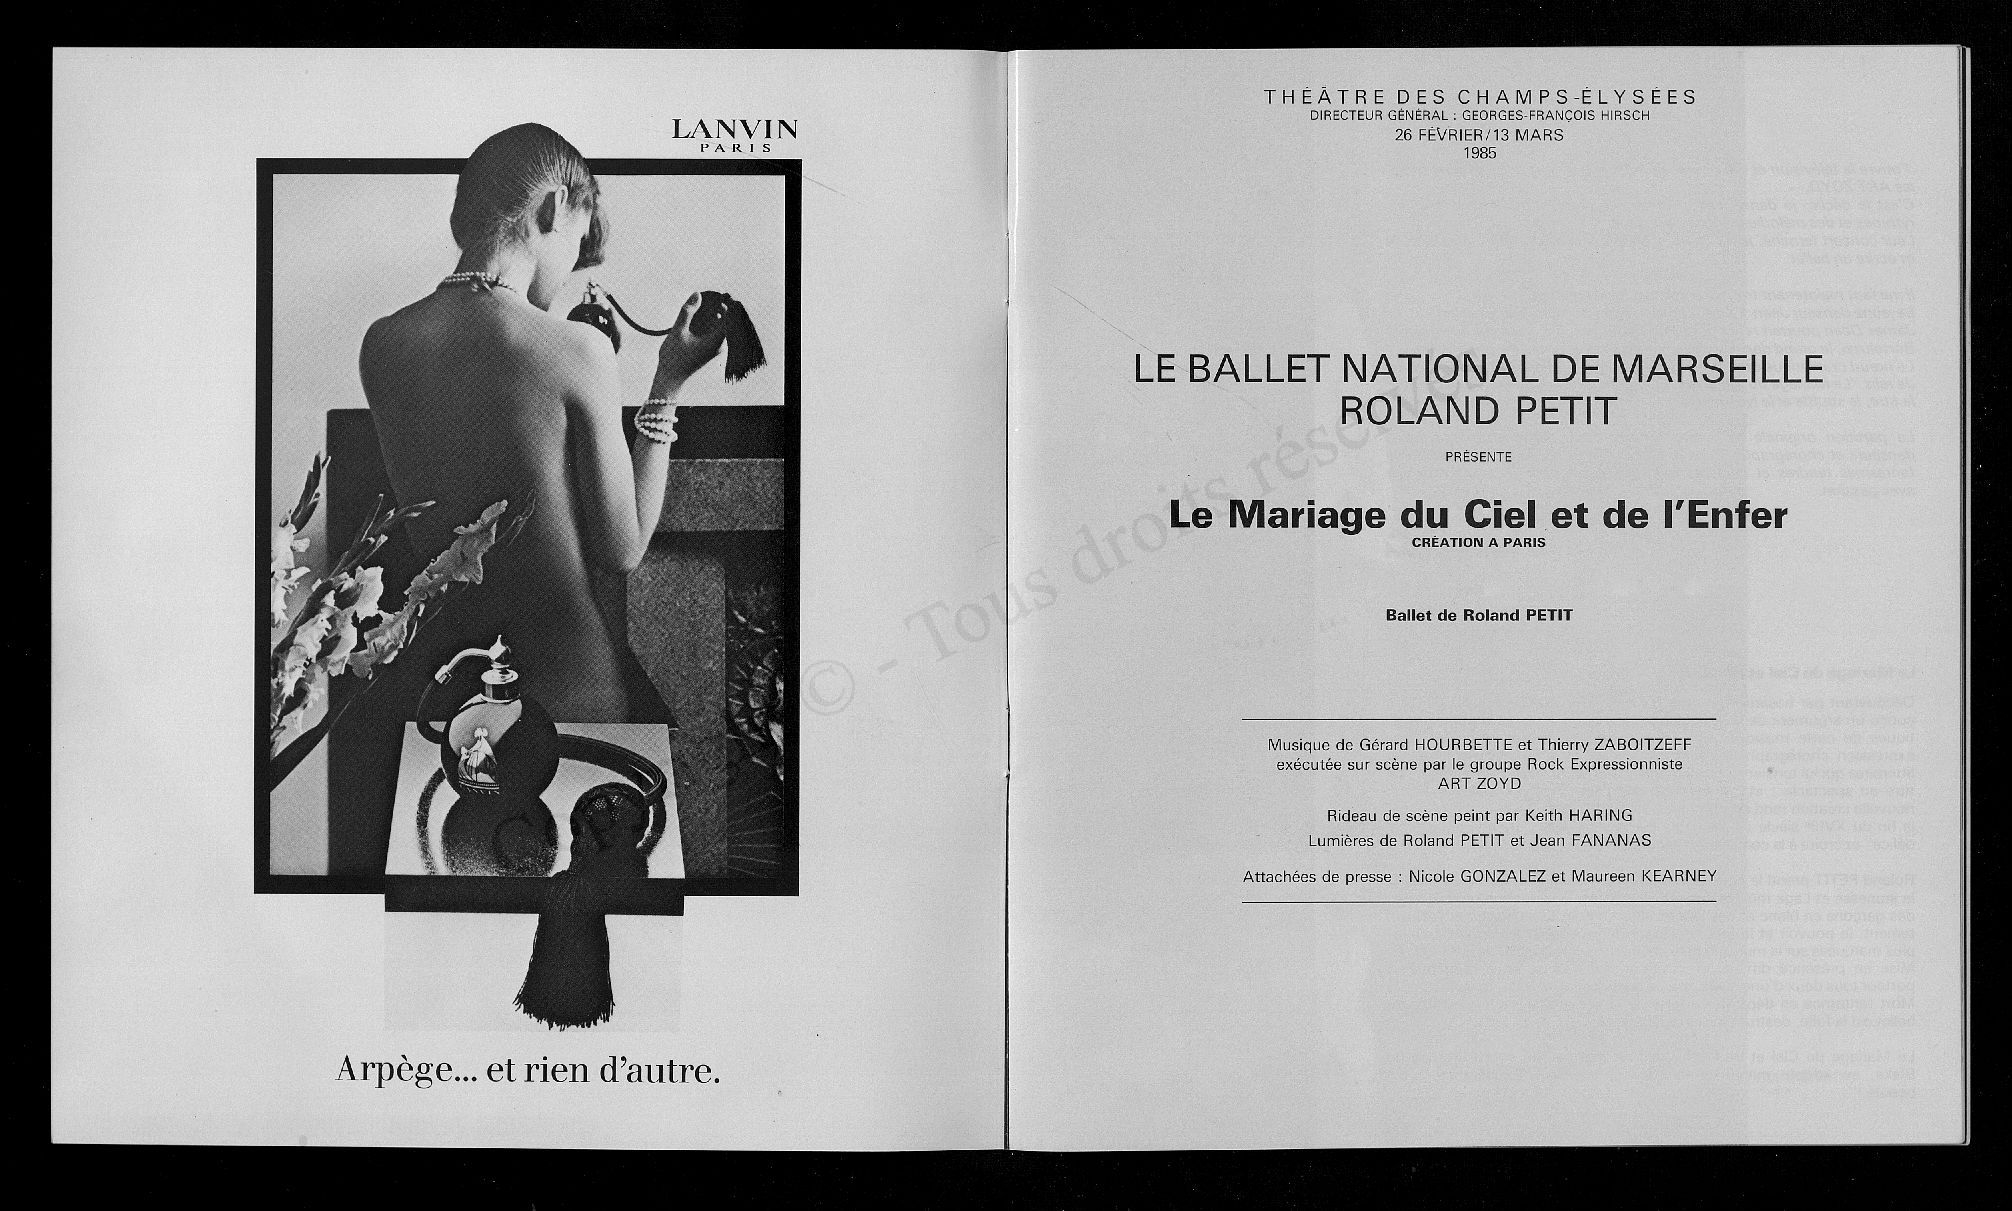 LANVIN
PARIS
Arpège... et rien d'autre.
THÉÂTRE DES CHAMPS-ÉLYSÉES
DIRECTEUR GÉNÉRAL : GEORGES-FRANÇOIS HIRSCH
26 FÉVRIER/13 MARS
1985
LE BALLET NATIONAL DE MARSEILLE
ROLAND PETIT
PRÉSENTE
Le Mariage du Ciel et de l'Enfer
CRÉATION A PARIS
Ballet de Roland PETIT
Musique de Gérard HOURBETTE et Thierry ZABOITZEFF
exécutée sur scène par le groupe Rock Expressionniste
ART ZOYD
Rideau de scène peint par Keith HARING
Lumières de Roland PETIT et Jean FANANAS
Attachées de presse : Nicole GONZALEZ et Maureen KEARNEY
© - Tous droits